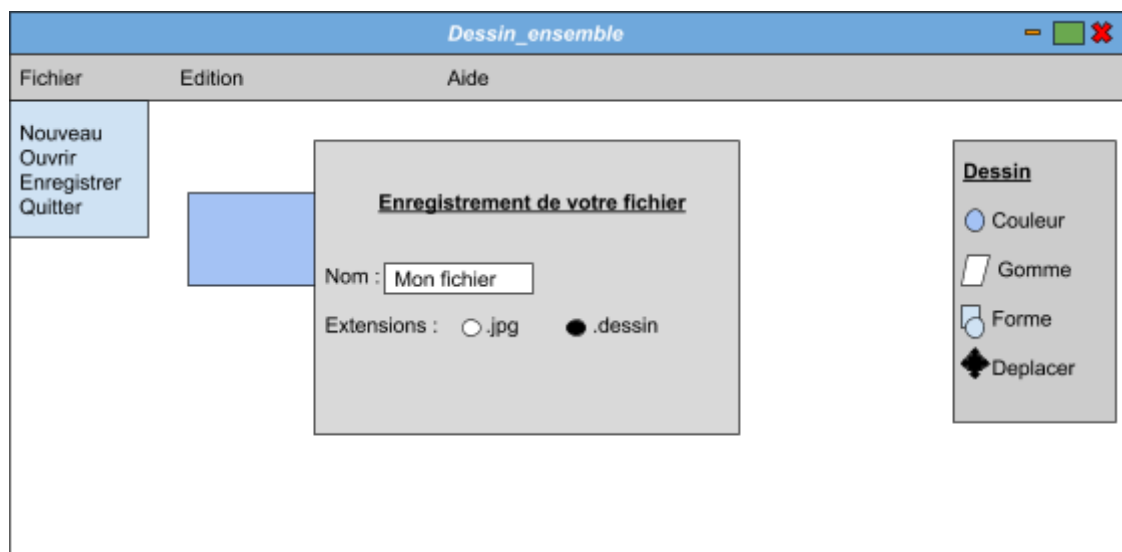 Dessin_ensemble
Fichier Edition Aide
Nouveau
Ouvrir
Enregistrer
Quitter
Enregistrement de votre fichier
Nom : Mon fichier
Extensions : .jpg .dessin
Dessin
Couleur
Gomme
Forme
Deplacer